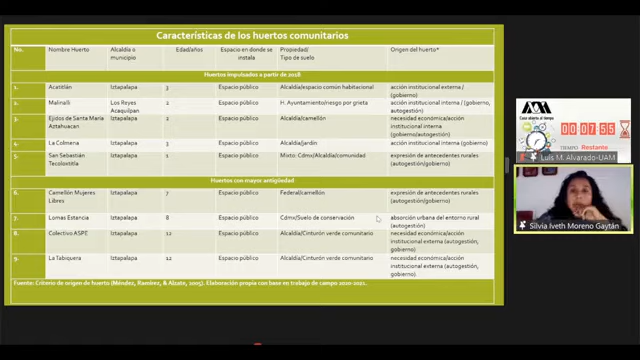 Características de los huertos comunitarios
No. Nombre Huerto Alcaldía o municipio Edad/años Espacio en donde se instala Propiedad/ Tipo de suelo Origen del huerto*
Huertos impulsados a partir de 2018
1. Acatitlán Iztapalapa 3 Espacio público Alcaldía/espacio común habitacional acción institucional externa / (gobierno)
2. Malinalli Los Reyes Acaquilpan 2 Espacio público H. Ayuntamiento/riesgo por grieta acción institucional interna / (gobierno, autogestión)
3. Ejidos de Santa María Aztahuacan Iztapalapa 2 Espacio público Alcaldía/camellón necesidad económica/acción institucional interna (gobierno/autogestión)
4. La Colmena Iztapalapa 3 Espacio público Alcaldía/jardín acción institucional interna (gobierno)
5. San Sebastián Tecoloxtitla Iztapalapa 1 Espacio público Mixto: Cdmx/Alcaldía/comunidad expresión de antecedentes rurales (autogestión/gobierno)
Huertos con mayor antigüedad
6. Camellón Mujeres Libres Iztapalapa 7 Espacio público Federal/camellón expresión de antecedentes rurales (autogestión/gobierno)
7. Lomas Estancia Iztapalapa 8 Espacio público Cdmx/Suelo de conservación absorción urbana del entorno rural (autogestión)
8. Colectivo ASPE Iztapalapa 12 Espacio público Alcaldía/Cinturón verde comunitario necesidad económica/acción institucional externa (autogestión, gobierno)
9. La Tabiquera Iztapalapa 12 Espacio público Alcaldía/Cinturón verde comunitario necesidad económica/acción institucional externa (autogestión, gobierno).
Fuente: Criterio de origen de huerto (Méndez, Ramírez, & Alzate, 2005). Elaboración propia con base en trabajo de campo 2020-2021.
Casa abierta al tiempo
0:07:55
TIEMPO Restante
Luis M. Alvarado-UAM
Silvia Iveth Moreno Gaytán